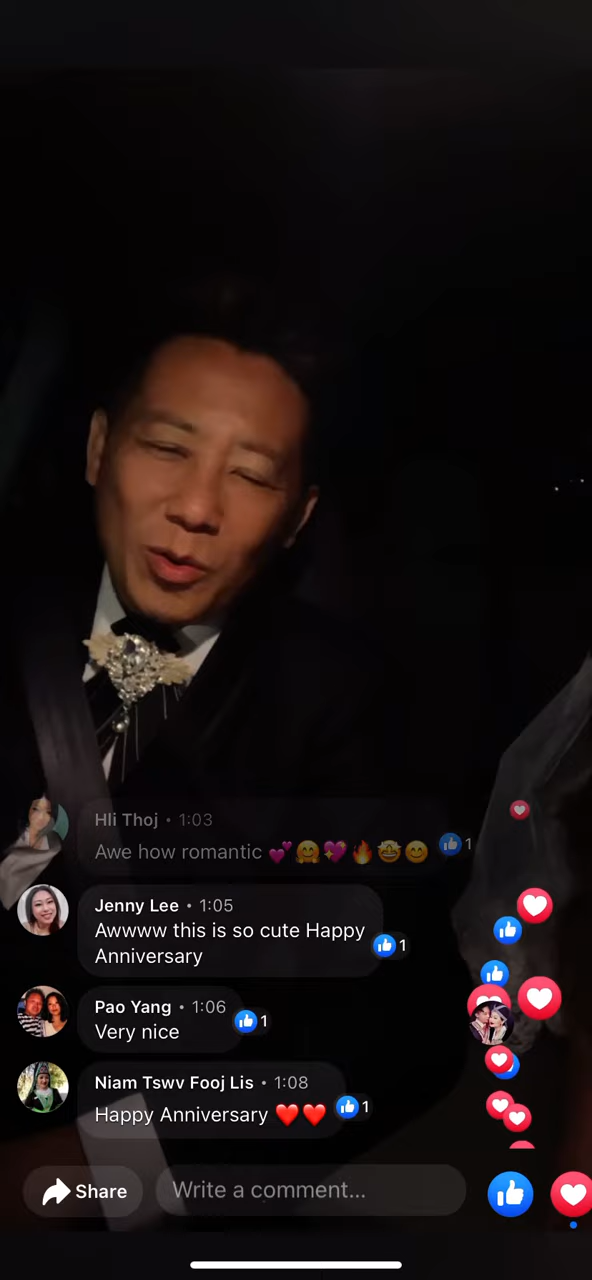 Hli Thoj • 1:03
Awe how romantic 💕🤗💖🔥🤩😊 1
Jenny Lee • 1:05
Awwww this is so cute Happy
Anniversary 1
Pao Yang • 1:06
Very nice 1
Niam Tswv Fooj Lis • 1:08
Happy Anniversary ❤️❤️ 1
Share
Write a comment...